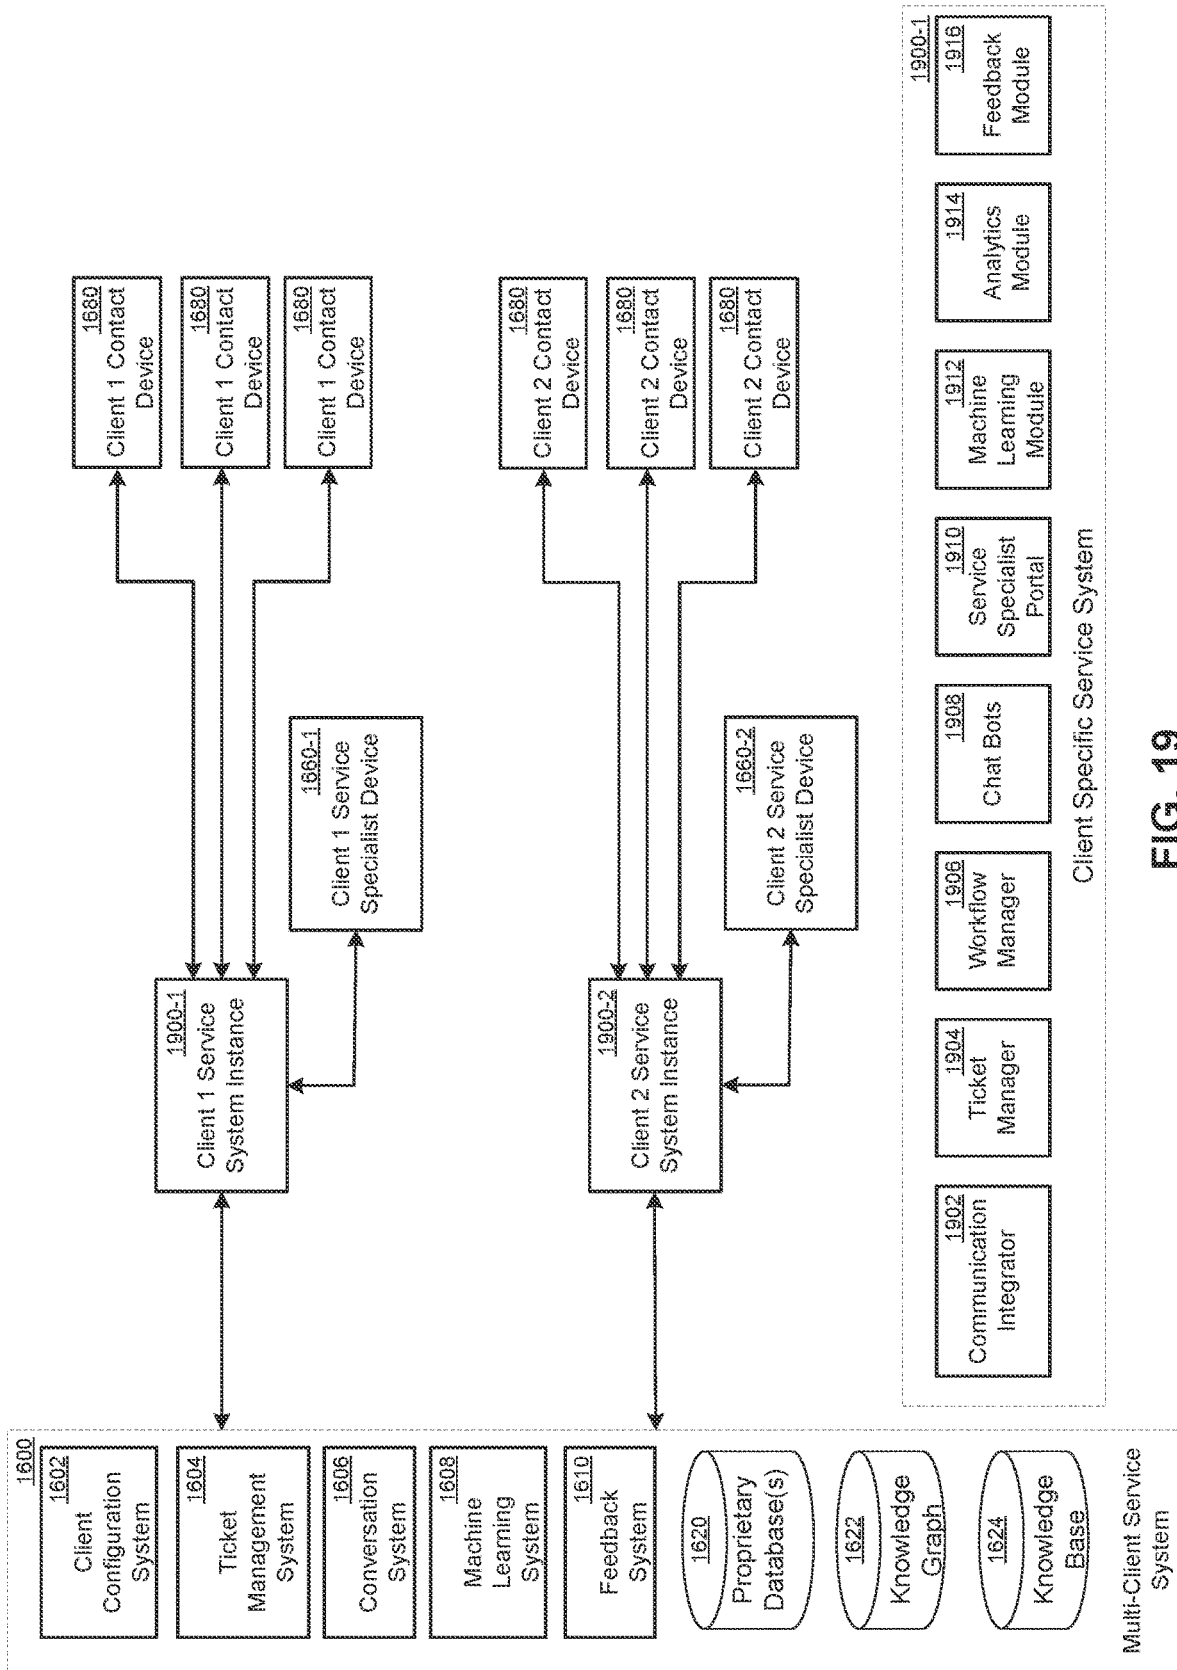 1600
1602
Client
Configuration
System
1604
Ticket
Management
System
1606
Conversation
System
1608
Machine
Learning
System
1610
Feedback
System
1620
Proprietary
Database(s)
1622
Knowledge
Graph
1624
Knowledge
Base
Multi-Client Service
System
1900-1
Client 1 Service
System Instance
1660-1
Client 1 Service
Specialist Device
1680
Client 1 Contact
Device
1680
Client 1 Contact
Device
1680
Client 1 Contact
Device
1900-2
Client 2 Service
System Instance
1660-2
Client 2 Service
Specialist Device
1680
Client 2 Contact
Device
1680
Client 2 Contact
Device
1680
Client 2 Contact
Device
1900-1
1902
Communication
Integrator
1904
Ticket
Manager
1906
Workflow
Manager
1908
Chat Bots
1910
Service
Specialist
Portal
1912
Machine
Learning
Module
1914
Analytics
Module
1916
Feedback
Module
Client Specific Service System
FIG. 19